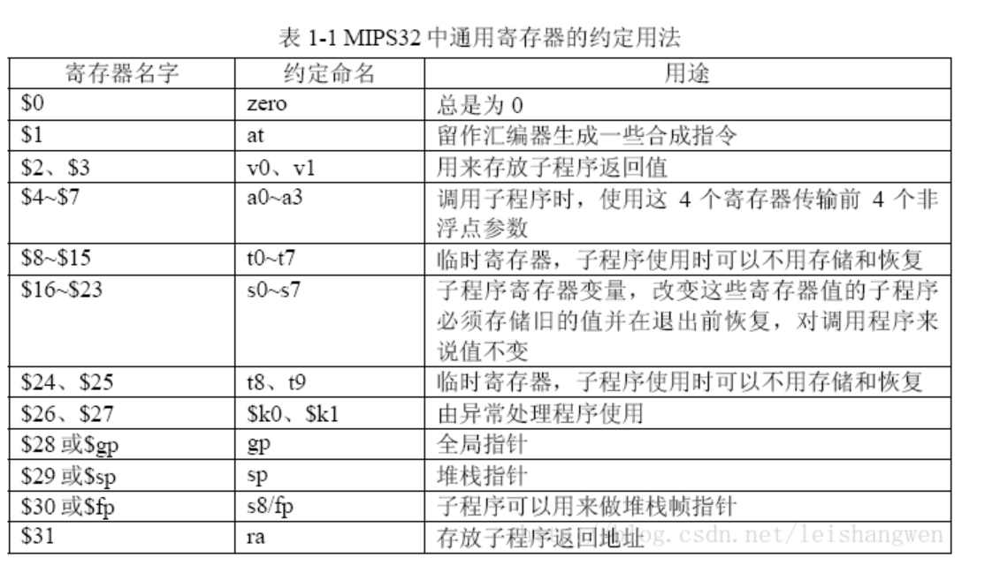 表 1-1 MIPS32 中通用寄存器的约定用法
寄存器名字 约定命名 用途
$0 zero 总是为 0
$1 at 留作汇编器生成一些合成指令
$2、$3 v0、v1 用来存放子程序返回值
$4~$7 a0~a3 调用子程序时，使用这 4 个寄存器传输前 4 个非
浮点参数
$8~$15 t0~t7 临时寄存器，子程序使用时可以不用存储和恢复
$16~$23 s0~s7 子程序寄存器变量，改变这些寄存器值的子程序
必须存储旧的值并在退出前恢复，对调用程序来
说值不变
$24、$25 t8、t9 临时寄存器，子程序使用时可以不用存储和恢复
$26、$27 $k0、$k1 由异常处理程序使用
$28 或$gp gp 全局指针
$29 或$sp sp 堆栈指针
$30 或$fp s8/fp 子程序可以用来做堆栈帧指针
$31 ra 存放子程序返回地址
blog.csdn.net/leishangwen